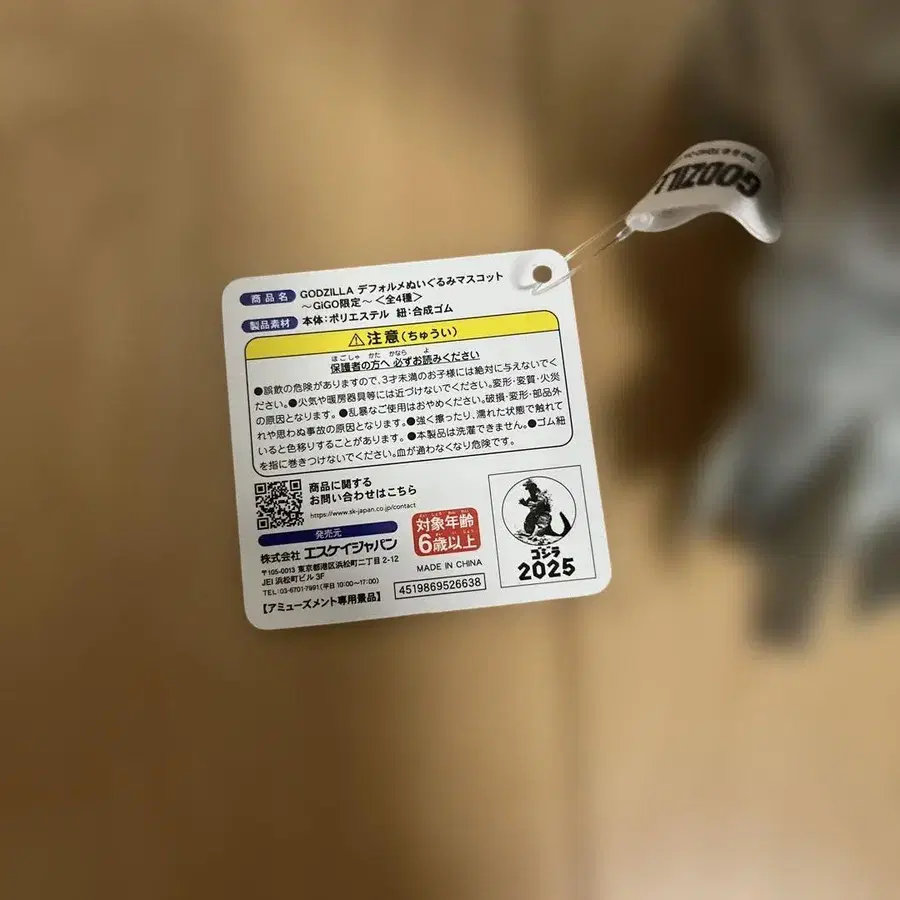 商品名 GODZILLA デフォルメぬいぐるみマスコット
～GiGO限定～＜全4種＞
製品素材 本体：ポリエステル 紐：合成ゴム
⚠注意(ちゅうい)
ほごしゃ かた かなら よ
保護者の方へ 必ずお読みください
●誤飲の危険がありますので、3才未満のお子様には絶対に与えないでく
ださい。●火気や暖房器具等には近づけないでください。変形・変質・火災
の原因となります。●乱暴なご使用はおやめください。破損・変形・部品外
れや思わぬ事故の原因となります。●強く擦ったり、濡れた状態で触れて
いると色移りすることがあります。●本製品は洗濯できません。●ゴム紐
を指に巻きつけないでください。血が通わなくなり危険です。
商品に関する
お問い合わせはこちら
https://www.sk-japan.co.jp/contact
発売元
株式会社 エスケイジャパン
〒105-0013 東京都港区浜松町二丁目 2-12
JEI 浜松町ビル 3F
TEL:03-6701-7991(平日 10:00～17:00)
【アミューズメント専用景品】
対象年齢
6歳以上
MADE IN CHINA
4519869526638
ゴジラ
2025
GODZILL